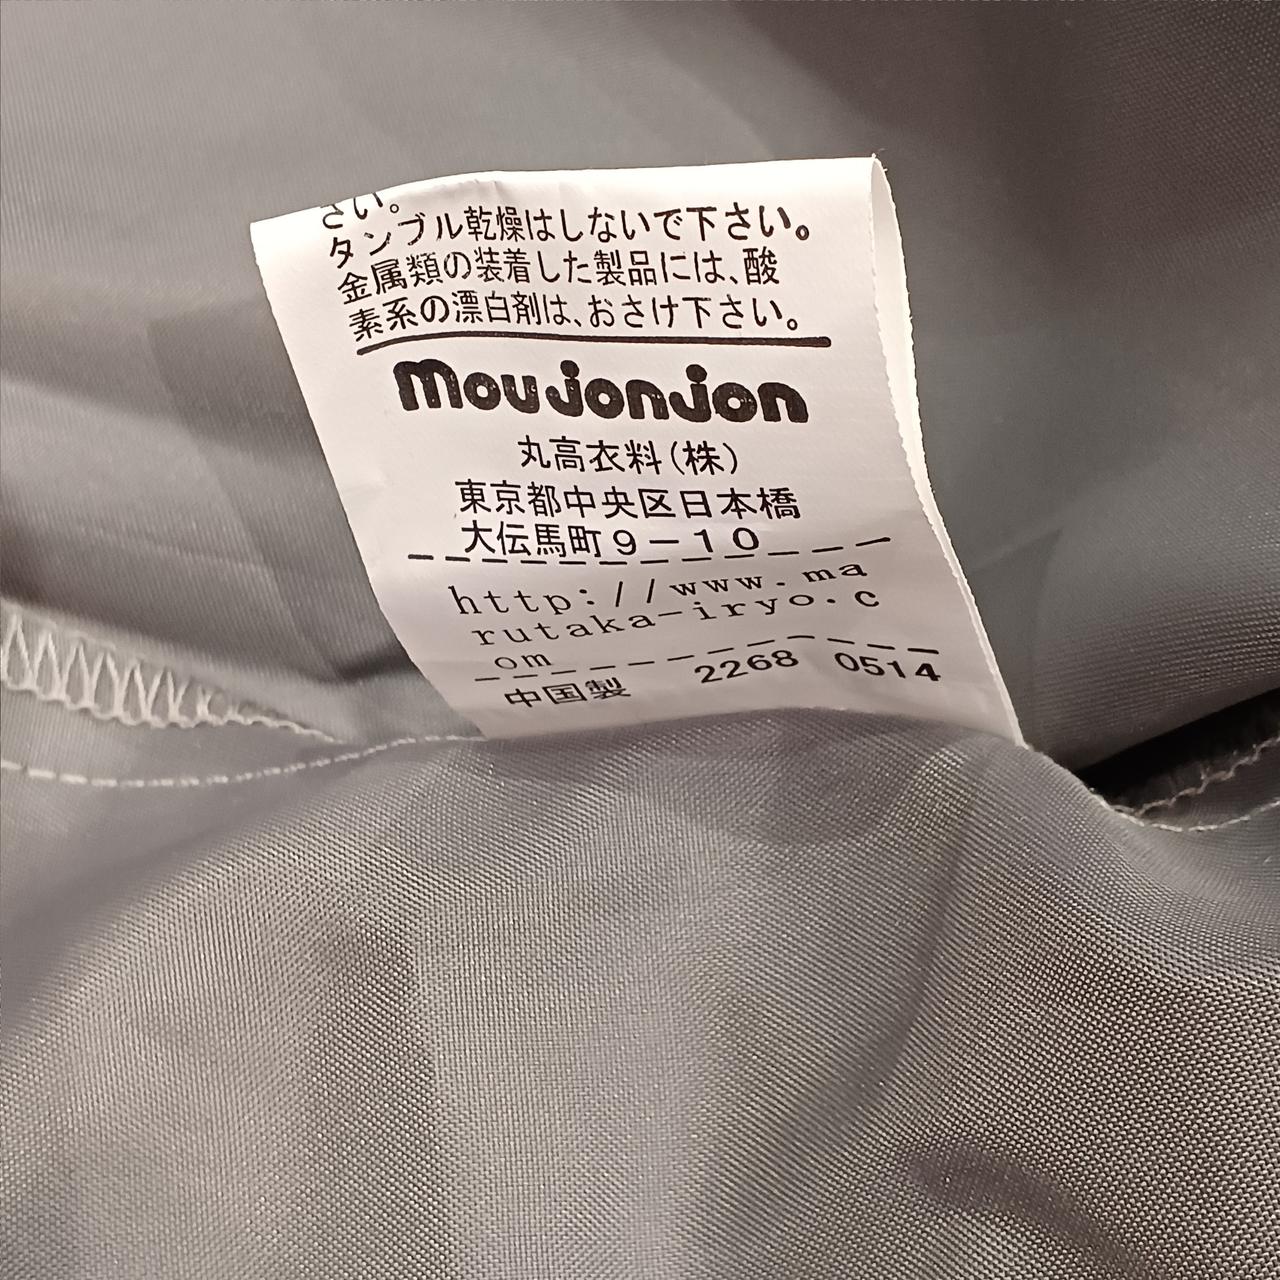 さい。
タンブル乾燥はしないで下さい。
金属類の装着した製品には、酸
素系の漂白剤は、おさけ下さい。
moujonjon
丸高衣料(株)
東京都中央区日本橋
大伝馬町9-10
http://www.ma
rutaka-iryo.c
om
中国製 2268 0514